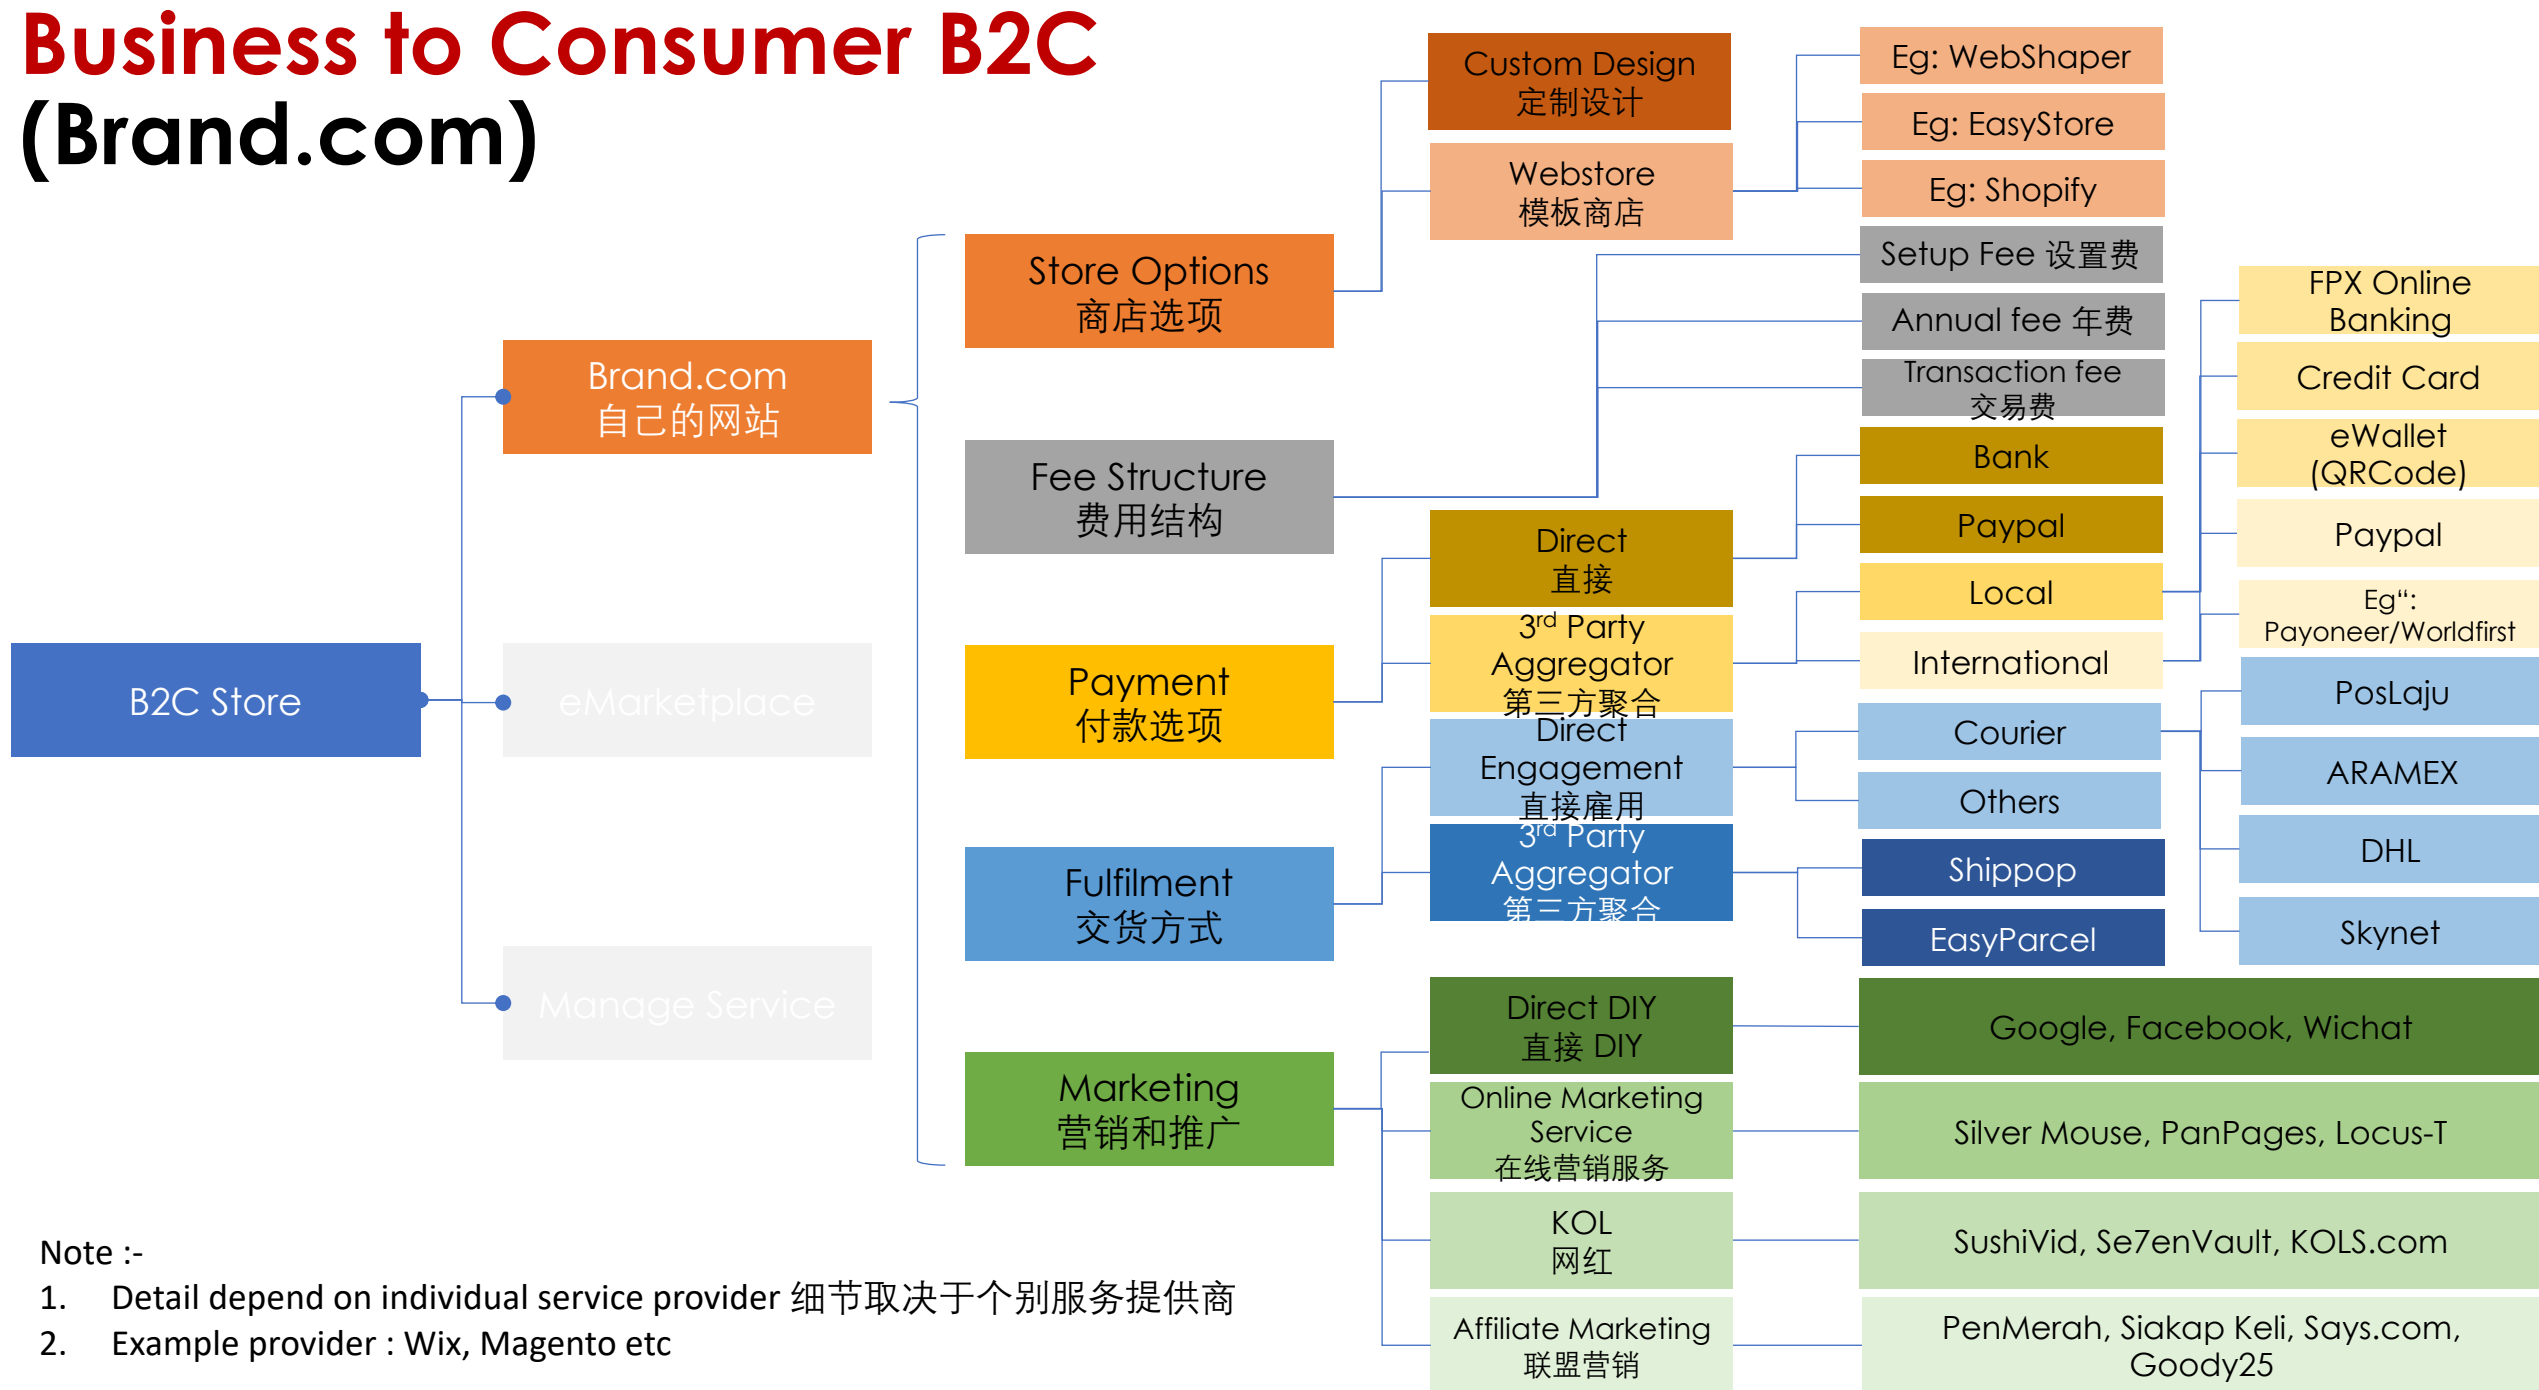 Business to Consumer B2C
(Brand.com)
B2C Store
Brand.com
自己的网站
eMarketplace
Manage Service
Store Options
商店选项
Custom Design
定制设计
Webstore
模板商店
Eg: WebShaper
Eg: EasyStore
Eg: Shopify
Fee Structure
费用结构
Setup Fee 设置费
Annual fee 年费
Transaction fee
交易费
Payment
付款选项
Direct
直接
Bank
Paypal
3rd Party
Aggregator
第三方聚合
Local
International
FPX Online
Banking
Credit Card
eWallet
(QRCode)
Paypal
Eg“:
Payoneer/Worldfirst
Fulfilment
交货方式
Direct
Engagement
直接雇用
Courier
Others
PosLaju
ARAMEX
DHL
Skynet
3rd Party
Aggregator
第三方聚合
Shippop
EasyParcel
Marketing
营销和推广
Direct DIY
直接 DIY
Google, Facebook, Wichat
Online Marketing
Service
在线营销服务
Silver Mouse, PanPages, Locus-T
KOL
网红
SushiVid, Se7enVault, KOLS.com
Affiliate Marketing
联盟营销
PenMerah, Siakap Keli, Says.com,
Goody25
Note :-
1. Detail depend on individual service provider 细节取决于个别服务提供商
2. Example provider : Wix, Magento etc